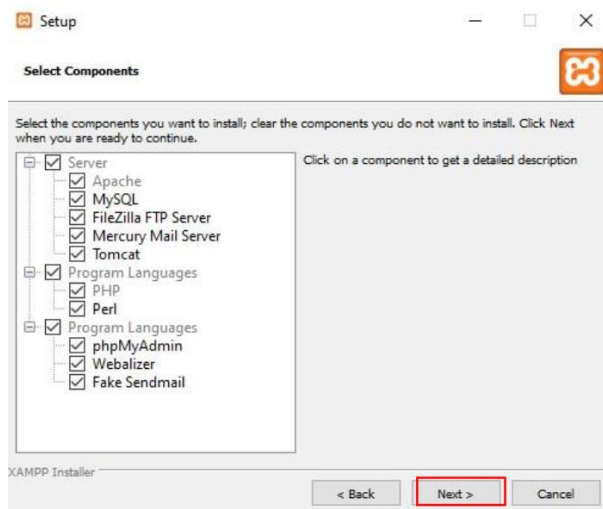 Setup
Select Components
Select the components you want to install; clear the components you do not want to install. Click Next
when you are ready to continue.
Server
Apache
MySQL
FileZilla FTP Server
Mercury Mail Server
Tomcat
Program Languages
PHP
Perl
Program Languages
phpMyAdmin
Webalizer
Fake Sendmail
Click on a component to get a detailed description
XAMPP Installer
< Back
Next >
Cancel